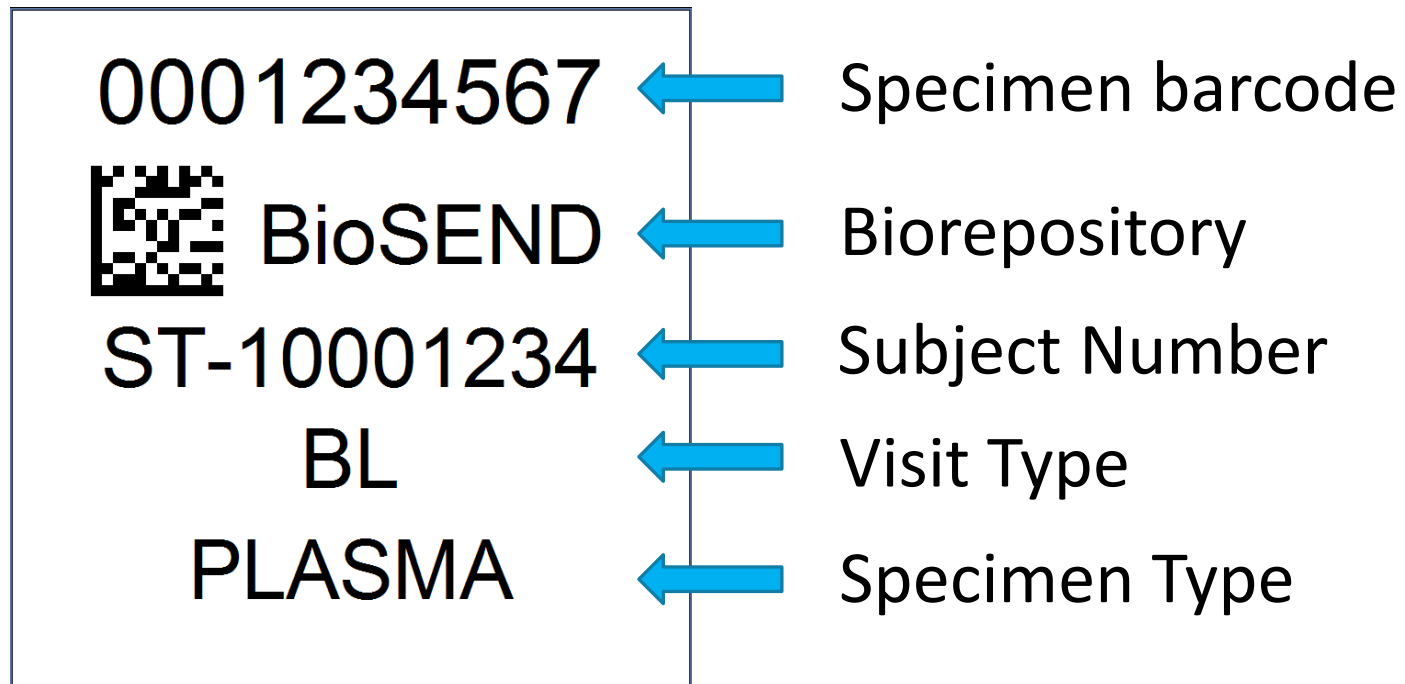 0001234567 Specimen barcode
BioSEND Biorepository
ST-10001234 Subject Number
BL Visit Type
PLASMA Specimen Type